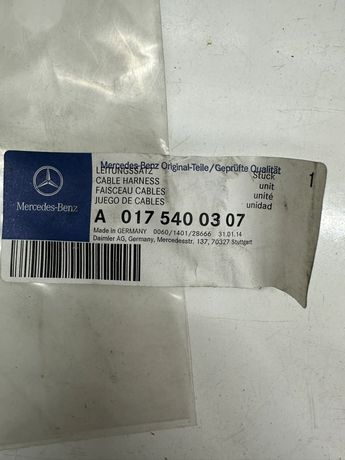 Mercedes-Benz Original-Teile/Geprüfte Qualität
LEITUNGSSATZ
CABLE HARNESS
FAISCEAU CABLES
JUEGO DE CABLES
Stück
unit
unité
unidad
1
Mercedes-Benz
A 017 540 03 07
Made in GERMANY 0060/1401/28666 31.01.14
Daimler AG, Germany, Mercedesstr. 137, 70327 Stuttgart